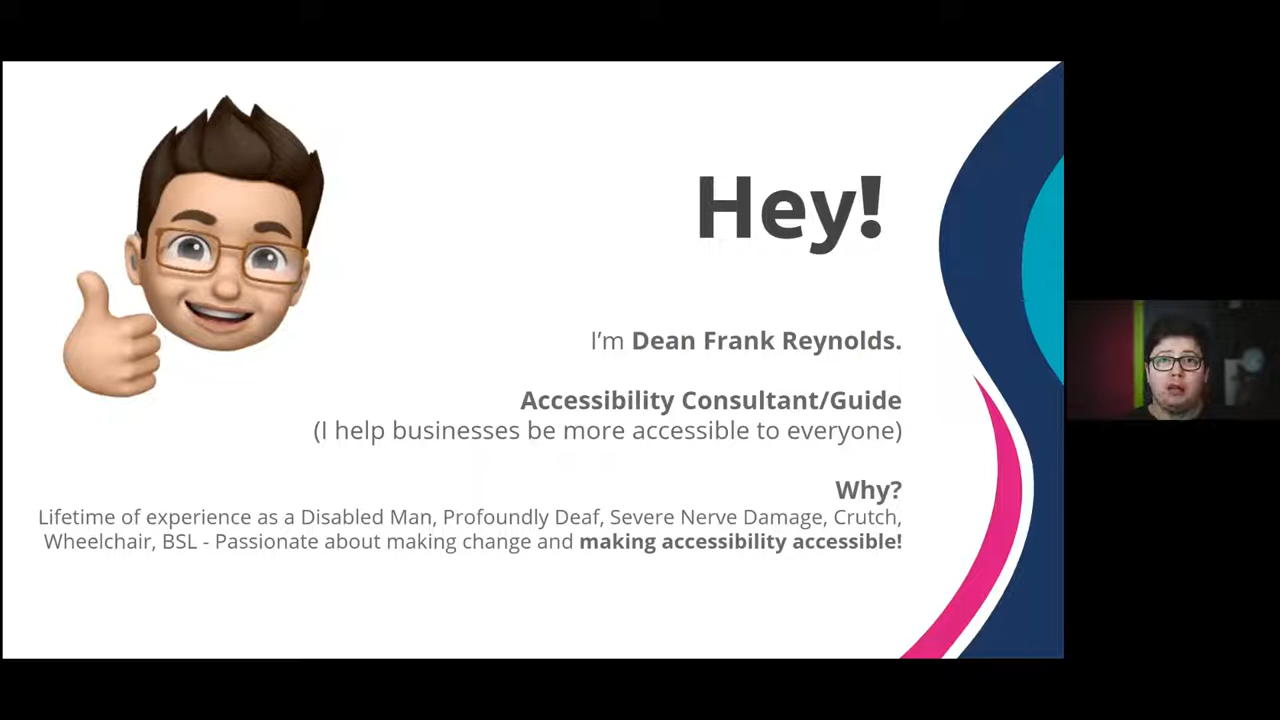 Hey!
I'm Dean Frank Reynolds.
Accessibility Consultant/Guide
(I help businesses be more accessible to everyone)
Why?
Lifetime of experience as a Disabled Man, Profoundly Deaf, Severe Nerve Damage, Crutch,
Wheelchair, BSL - Passionate about making change and making accessibility accessible!